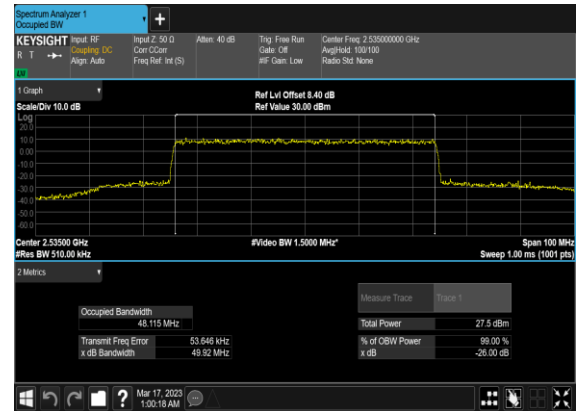 Spectrum Analyzer 1
Occupied BW
KEYSIGHT Input: RF Input Z: 50 Ω Atten: 40 dB Trig: Free Run Center Freq: 2.535000000 GHz
R T Coupling: DC Corr CCorr Gate: Off Avg|Hold: 100/100
Align: Auto Freq Ref: Int (S) #IF Gain: Low Radio Std: None
1 Graph
Ref Lvl Offset 8.40 dB
Scale/Div 10.0 dB Ref Value 30.00 dBm
Log
20.0
10.0
0.00
-10.0
-20.0
-30.0
-40.0
-50.0
-60.0
Center 2.53500 GHz #Video BW 1.5000 MHz* Span 100 MHz
#Res BW 510.00 kHz Sweep 1.00 ms (1001 pts)
2 Metrics
Measure Trace Trace 1
Occupied Bandwidth
48.115 MHz Total Power 27.5 dBm
Transmit Freq Error 53.646 kHz % of OBW Power 99.00 %
x dB Bandwidth 49.92 MHz x dB -26.00 dB
? Mar 17, 2023
1:00:18 AM